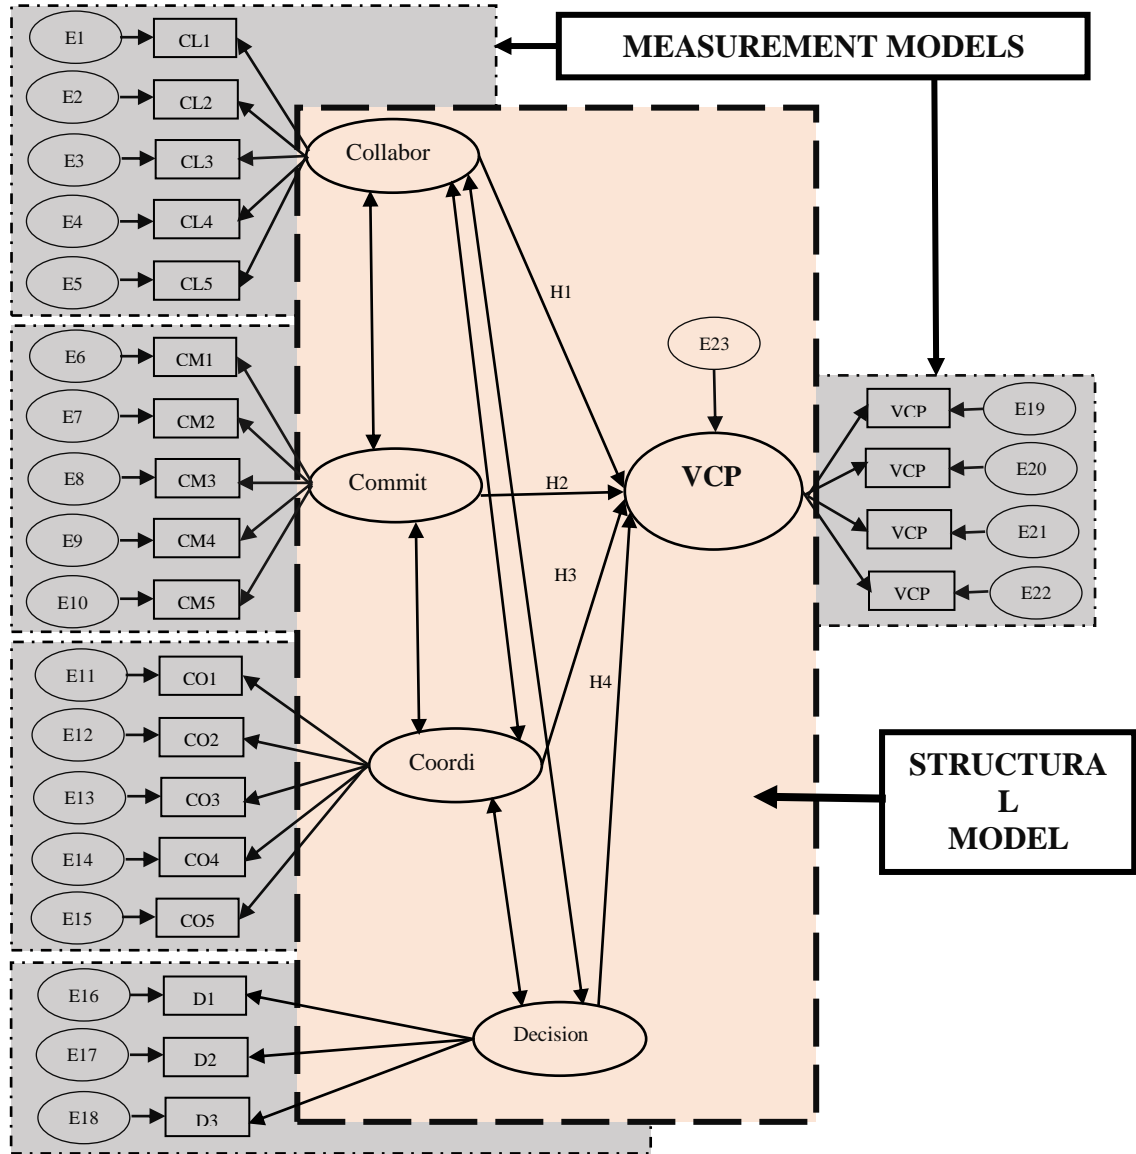 MEASUREMENT MODELS
E1 CL1
E2 CL2
E3 CL3
E4 CL4
E5 CL5
Collabor
H1
E6 CM1
E7 CM2
E8 CM3
E9 CM4
E10 CM5
Commit
H2
E23
VCP
VCP E19
VCP E20
VCP E21
VCP E22
H3
H4
E11 CO1
E12 CO2
E13 CO3
E14 CO4
E15 CO5
Coordi
STRUCTURA
L
MODEL
E16 D1
E17 D2
E18 D3
Decision